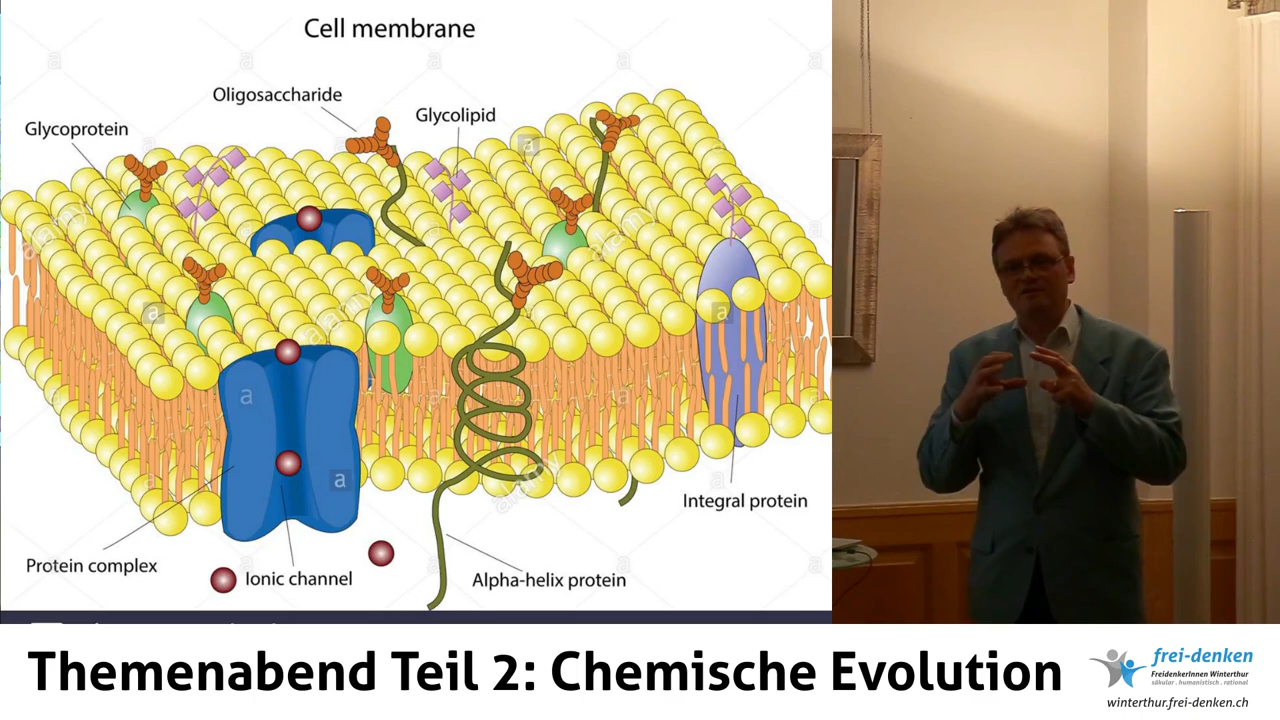 Cell membrane
Oligosaccharide
Glycolipid
Glycoprotein
Integral protein
Protein complex
Ionic channel
Alpha-helix protein
a
alamy
Themenabend Teil 2: Chemische Evolution
frei-denken
FreidenkerInnen Winterthur
säkular . humanistisch . rational
winterthur.frei-denken.ch